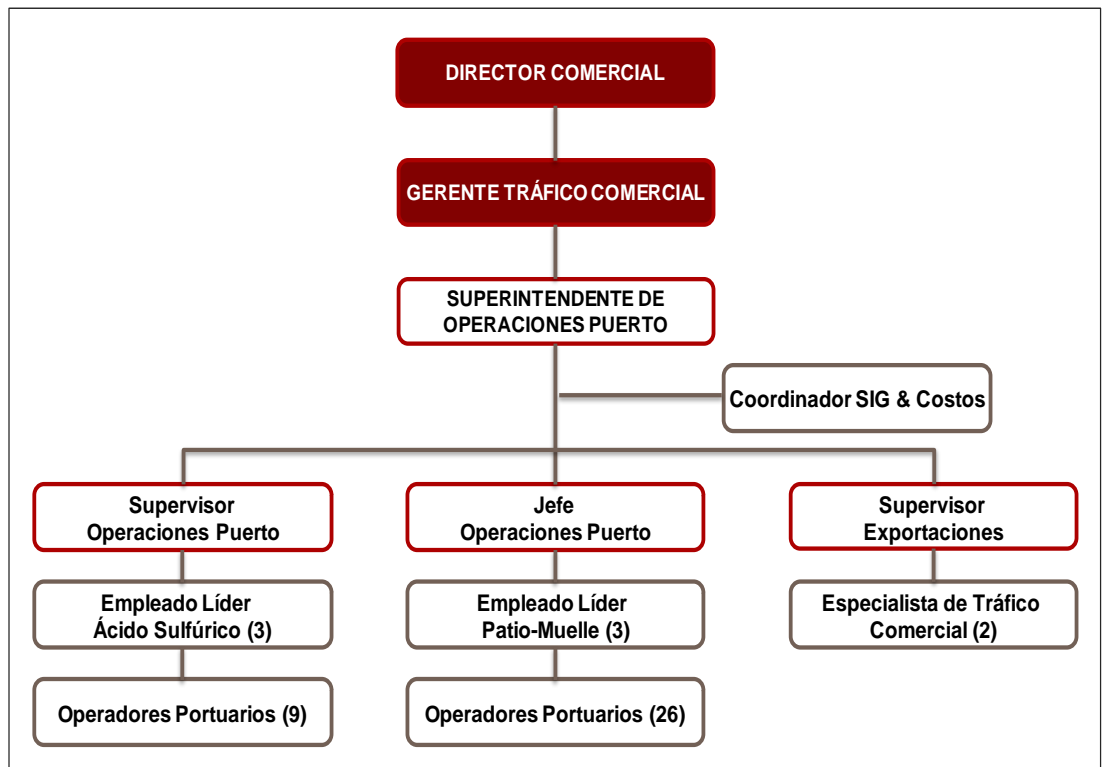 DIRECTOR COMERCIAL
GERENTE TRÁFICO COMERCIAL
SUPERINTENDENTE DE
OPERACIONES PUERTO
Coordinador SIG & Costos
Supervisor
Operaciones Puerto
Jefe
Operaciones Puerto
Supervisor
Exportaciones
Empleado Líder
Ácido Sulfúrico (3)
Empleado Líder
Patio-Muelle (3)
Especialista de Tráfico
Comercial (2)
Operadores Portuarios (9)
Operadores Portuarios (26)